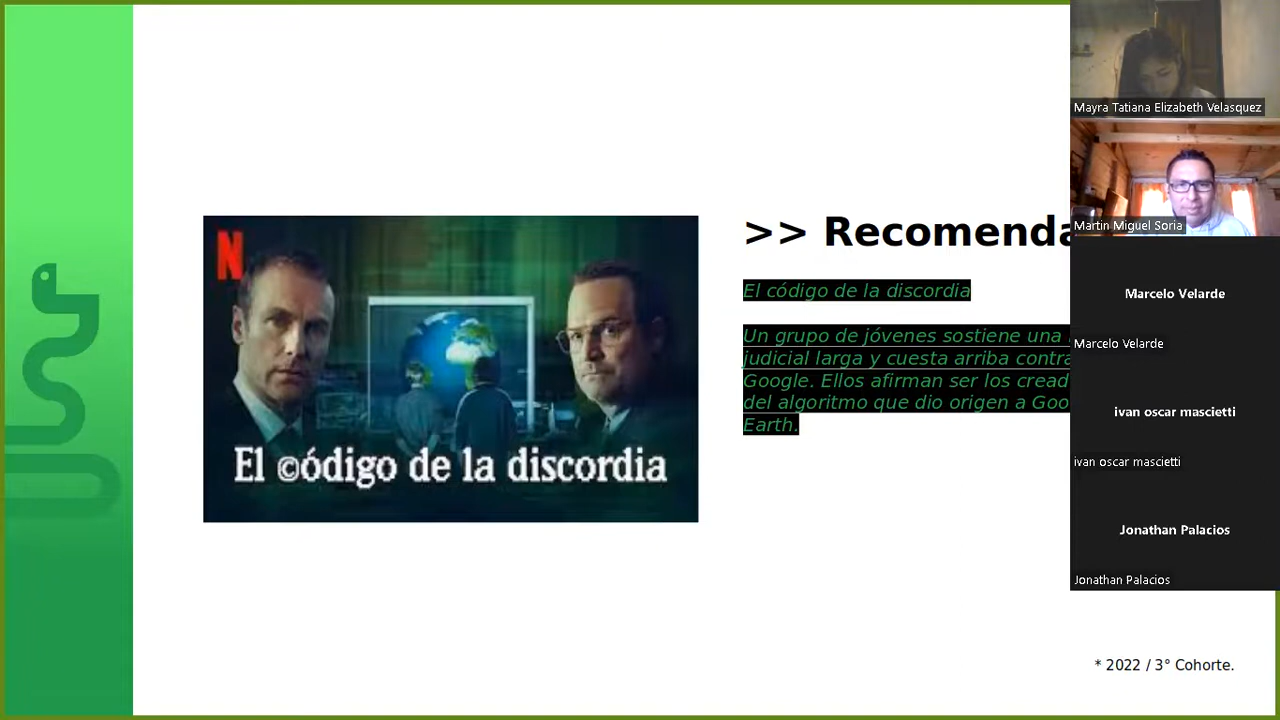 N
El ©ódigo de la discordia
>> Recomenda
El código de la discordia
Un grupo de jóvenes sostiene una
judicial larga y cuesta arriba contra
Google. Ellos afirman ser los cread
del algoritmo que dio origen a Goo
Earth.
* 2022 / 3° Cohorte.
Mayra Tatiana Elizabeth Velasquez
Martin Miguel Soria
Marcelo Velarde
Marcelo Velarde
ivan oscar mascietti
ivan oscar mascietti
Jonathan Palacios
Jonathan Palacios